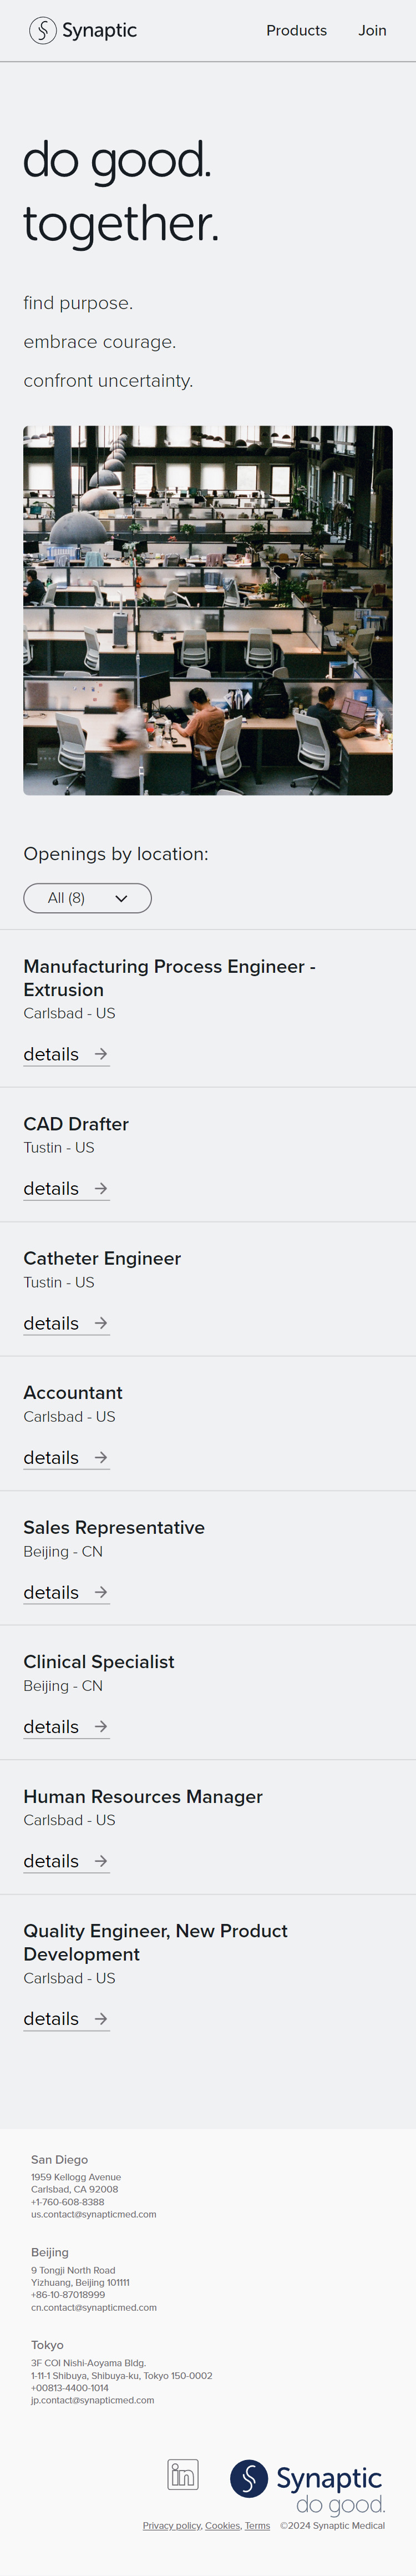 Synaptic
Products
Join
do good.
together.
find purpose.
embrace courage.
confront uncertainty.
Openings by location:
All (8)
Manufacturing Process Engineer -
Extrusion
Carlsbad - US
details
CAD Drafter
Tustin - US
details
Catheter Engineer
Tustin - US
details
Accountant
Carlsbad - US
details
Sales Representative
Beijing - CN
details
Clinical Specialist
Beijing - CN
details
Human Resources Manager
Carlsbad - US
details
Quality Engineer, New Product
Development
Carlsbad - US
details
San Diego
1959 Kellogg Avenue
Carlsbad, CA 92008
+1-760-608-8388
us.contact@synapticmed.com
Beijing
9 Tongji North Road
Yizhuang, Beijing 101111
+86-10-87018999
cn.contact@synapticmed.com
Tokyo
3F COI Nishi-Aoyama Bldg.
1-11-1 Shibuya, Shibuya-ku, Tokyo 150-0002
+00813-4400-1014
jp.contact@synapticmed.com
in
Synaptic
do good.
Privacy policy, Cookies, Terms ©2024 Synaptic Medical